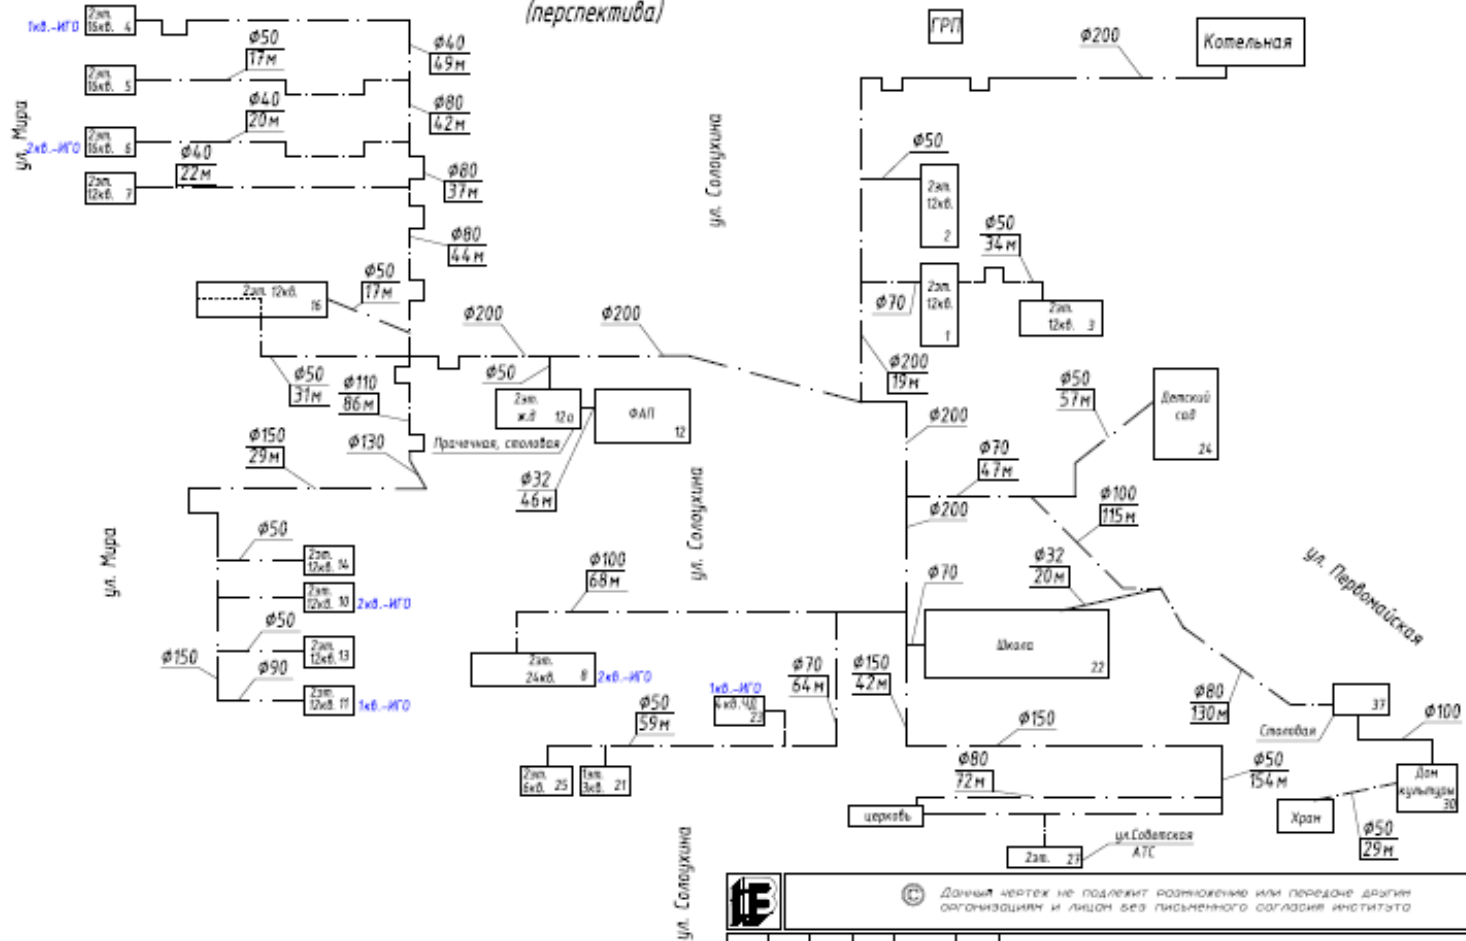 (перспектива)
ГРП
Котельная
ф200
1кв.-ИГО
2эт.
16кв. 4
ф50
17м
ф40
49м
2эт.
16кв. 5
ф40
20м
ф80
42м
ул. Мира
2кв.-ИГО
2эт.
16кв. 6
ф40
22м
2эт.
12кв. 7
ф80
37м
ул. Солоухина
ф50
2эт.
12кв.
2
ф80
44м
ф50
34м
2эт. 12кв.
16
ф50
17м
ф70
2эт.
12кв.
1
2эт.
12кв. 3
ф200
ф200
ф200
19м
ф50
31м
ф110
86м
ф50
2эт.
ж.д 12а
ФАП
12
Прачечная, столовая
ф50
57м
Детский
сад
24
ф200
ф150
29м
ф130
ф32
46м
ф70
47м
ф200
ф100
115м
ул. Солоухина
ул. Мира
ф50
2эт.
12кв. 14
2эт.
12кв. 10
2кв.-ИГО
ф50
2эт.
12кв. 13
ф150
ф90
2эт.
12кв. 11
1кв.-ИГО
ф100
68м
ф70
ф32
20м
ул. Первомайская
Школа
22
2эт.
24кв. 8
2кв.-ИГО
ф70
64м
ф150
42м
1кв.-ИГО
4кв.ЧД
23
ф50
59м
ф150
ф80
130м
37
Столовая
ф100
2эт.
6кв. 25
1эт.
3кв. 21
ф80
72м
ф50
154м
Дом
культуры
30
церковь
Храм
ф50
29м
2эт. 27
ул.Советская
АТС
ул. Солоухина
© Данный чертеж не подлежит размножению или передаче другим
организациям и лицам без письменного согласия института